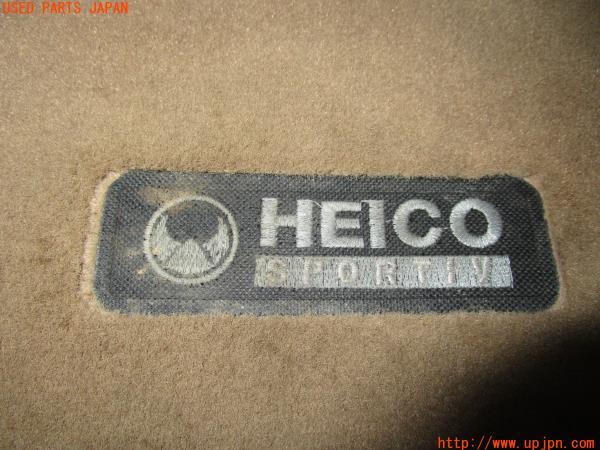 USED PARTS JAPAN
HEICO
SPORTIV
http://www.upjpn.com